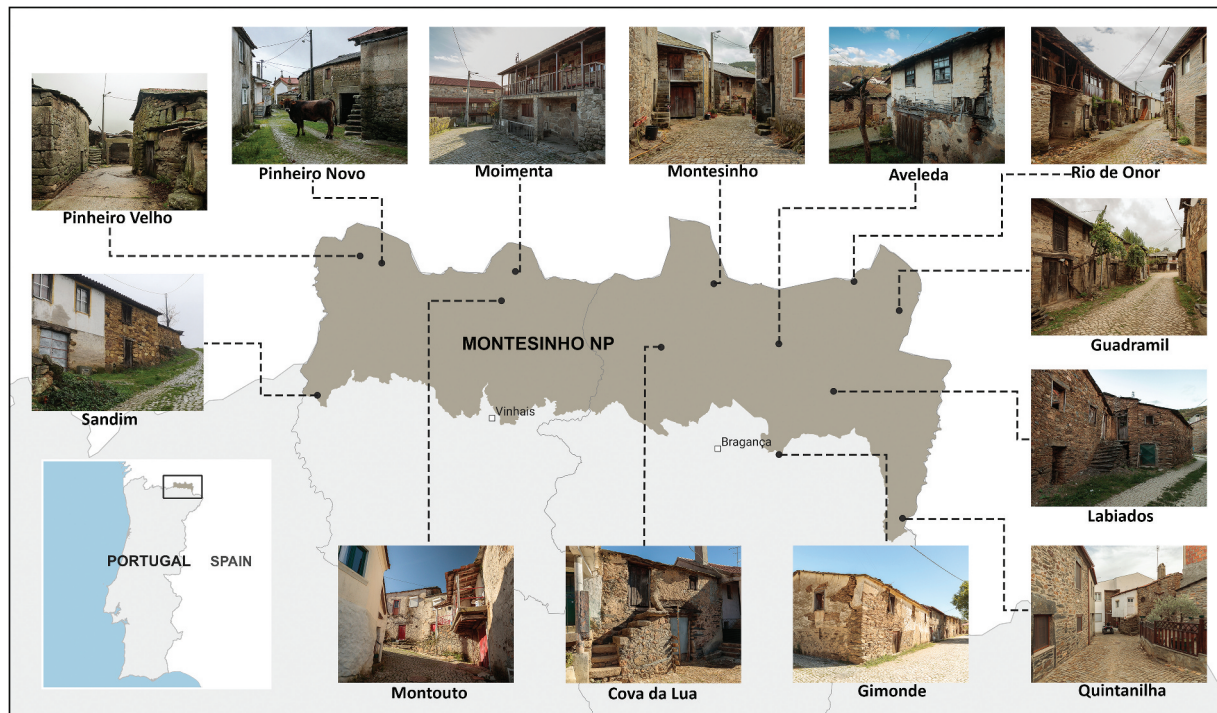 Pinheiro Velho
Pinheiro Novo
Moimenta
Montesinho
Aveleda
Rio de Onor
Guadramil
Sandim
MONTESINHO NP
Vinhais
Bragança
Labiados
PORTUGAL
SPAIN
Montouto
Cova da Lua
Gimonde
Quintanilha